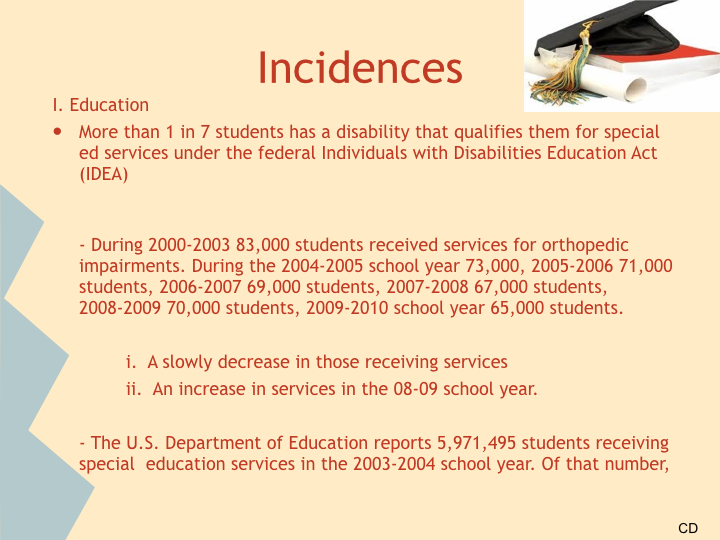 Incidences
I. Education
• More than 1 in 7 students has a disability that qualifies them for special
ed services under the federal Individuals with Disabilities Education Act
(IDEA)
- During 2000-2003 83,000 students received services for orthopedic
impairments. During the 2004-2005 school year 73,000, 2005-2006 71,000
students, 2006-2007 69,000 students, 2007-2008 67,000 students,
2008-2009 70,000 students, 2009-2010 school year 65,000 students.
i. A slowly decrease in those receiving services
ii. An increase in services in the 08-09 school year.
- The U.S. Department of Education reports 5,971,495 students receiving
special education services in the 2003-2004 school year. Of that number,
CD